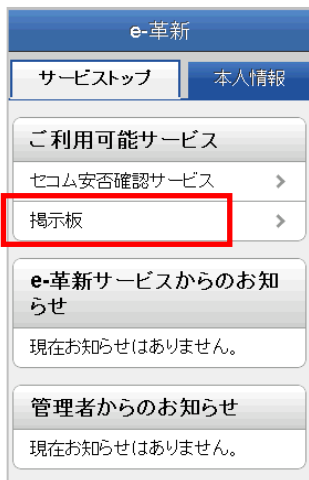 e-革新
サービストップ 本人情報
ご利用可能サービス
セコム安否確認サービス
掲示板
e-革新サービスからのお知
らせ
現在お知らせはありません。
管理者からのお知らせ
現在お知らせはありません。